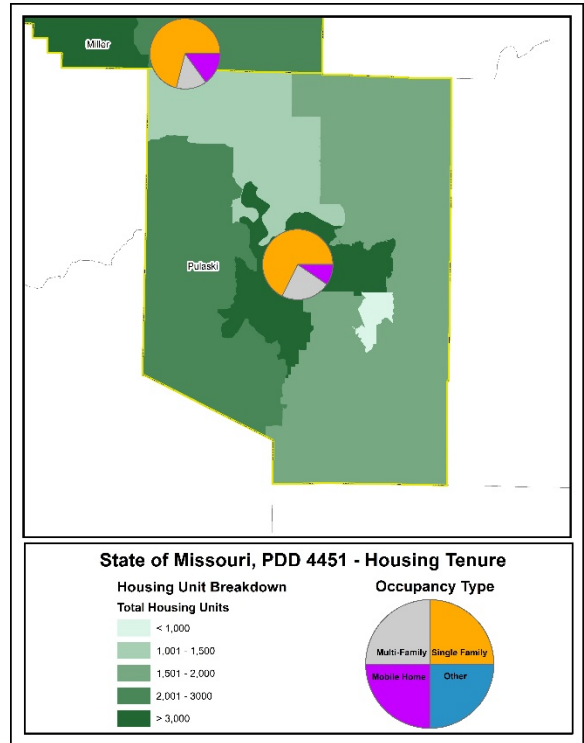 Miller
Pulaski
State of Missouri, PDD 4451 - Housing Tenure
Housing Unit Breakdown
Total Housing Units
< 1,000
1,001 - 1,500
1,501 - 2,000
2,001 - 3000
> 3,000
Occupancy Type
Multi-Family
Single Family
Mobile Home
Other